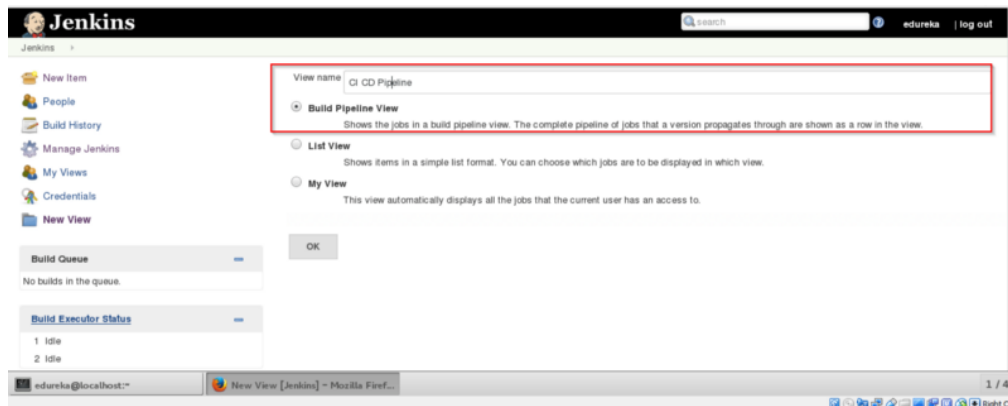 Jenkins
search
edureka | log out
Jenkins
New Item
People
Build History
Manage Jenkins
My Views
Credentials
New View
Build Queue
No builds in the queue.
Build Executor Status
1 Idle
2 Idle
View name
CI CD Pipeline
Build Pipeline View
Shows the jobs in a build pipeline view. The complete pipeline of jobs that a version propagates through are shown as a row in the view.
List View
Shows items in a simple list format. You can choose which jobs are to be displayed in which view.
My View
This view automatically displays all the jobs that the current user has an access to.
OK
edureka@localhost:~
New View [Jenkins] - Mozilla Firef...
1 / 4
Right C